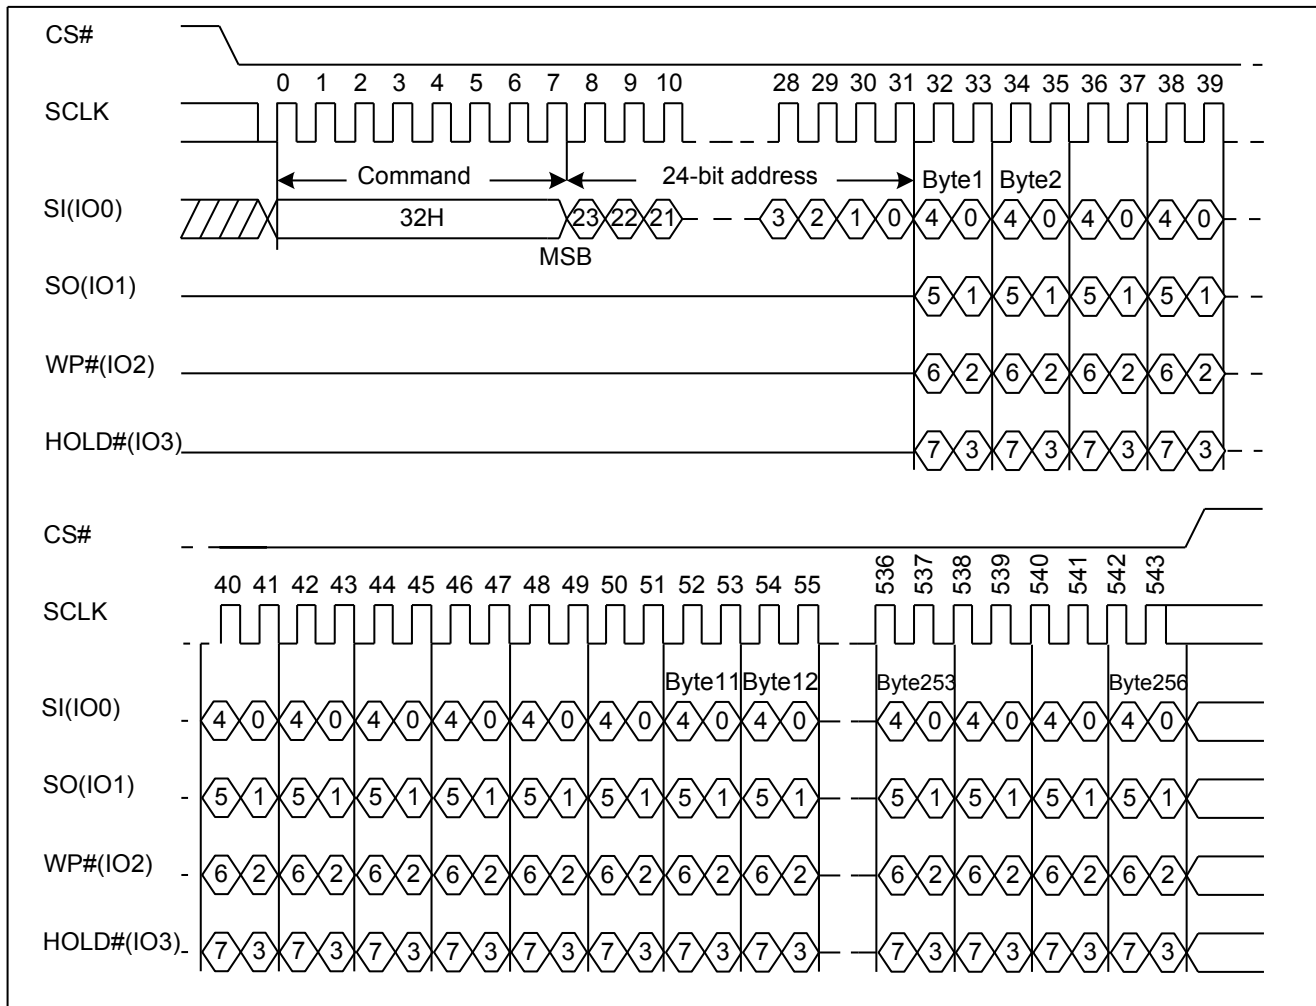 CS#
0 1 2 3 4 5 6 7 8 9 10 28 29 30 31 32 33 34 35 36 37 38 39
SCLK
Command 24-bit address Byte1 Byte2
SI(IO0) 32H 23 22 21 3 2 1 0 4 0 4 0 4 0 4 0
MSB
SO(IO1) 5 1 5 1 5 1 5 1
WP#(IO2) 6 2 6 2 6 2 6 2
HOLD#(IO3) 7 3 7 3 7 3 7 3
CS#
40 41 42 43 44 45 46 47 48 49 50 51 52 53 54 55 536 537 538 539 540 541 542 543
SCLK
Byte11 Byte12 Byte253 Byte256
SI(IO0) 4 0 4 0 4 0 4 0 4 0 4 0 4 0 4 0 4 0 4 0 4 0 4 0
SO(IO1) 5 1 5 1 5 1 5 1 5 1 5 1 5 1 5 1 5 1 5 1 5 1 5 1
WP#(IO2) 6 2 6 2 6 2 6 2 6 2 6 2 6 2 6 2 6 2 6 2 6 2 6 2
HOLD#(IO3) 7 3 7 3 7 3 7 3 7 3 7 3 7 3 7 3 7 3 7 3 7 3 7 3